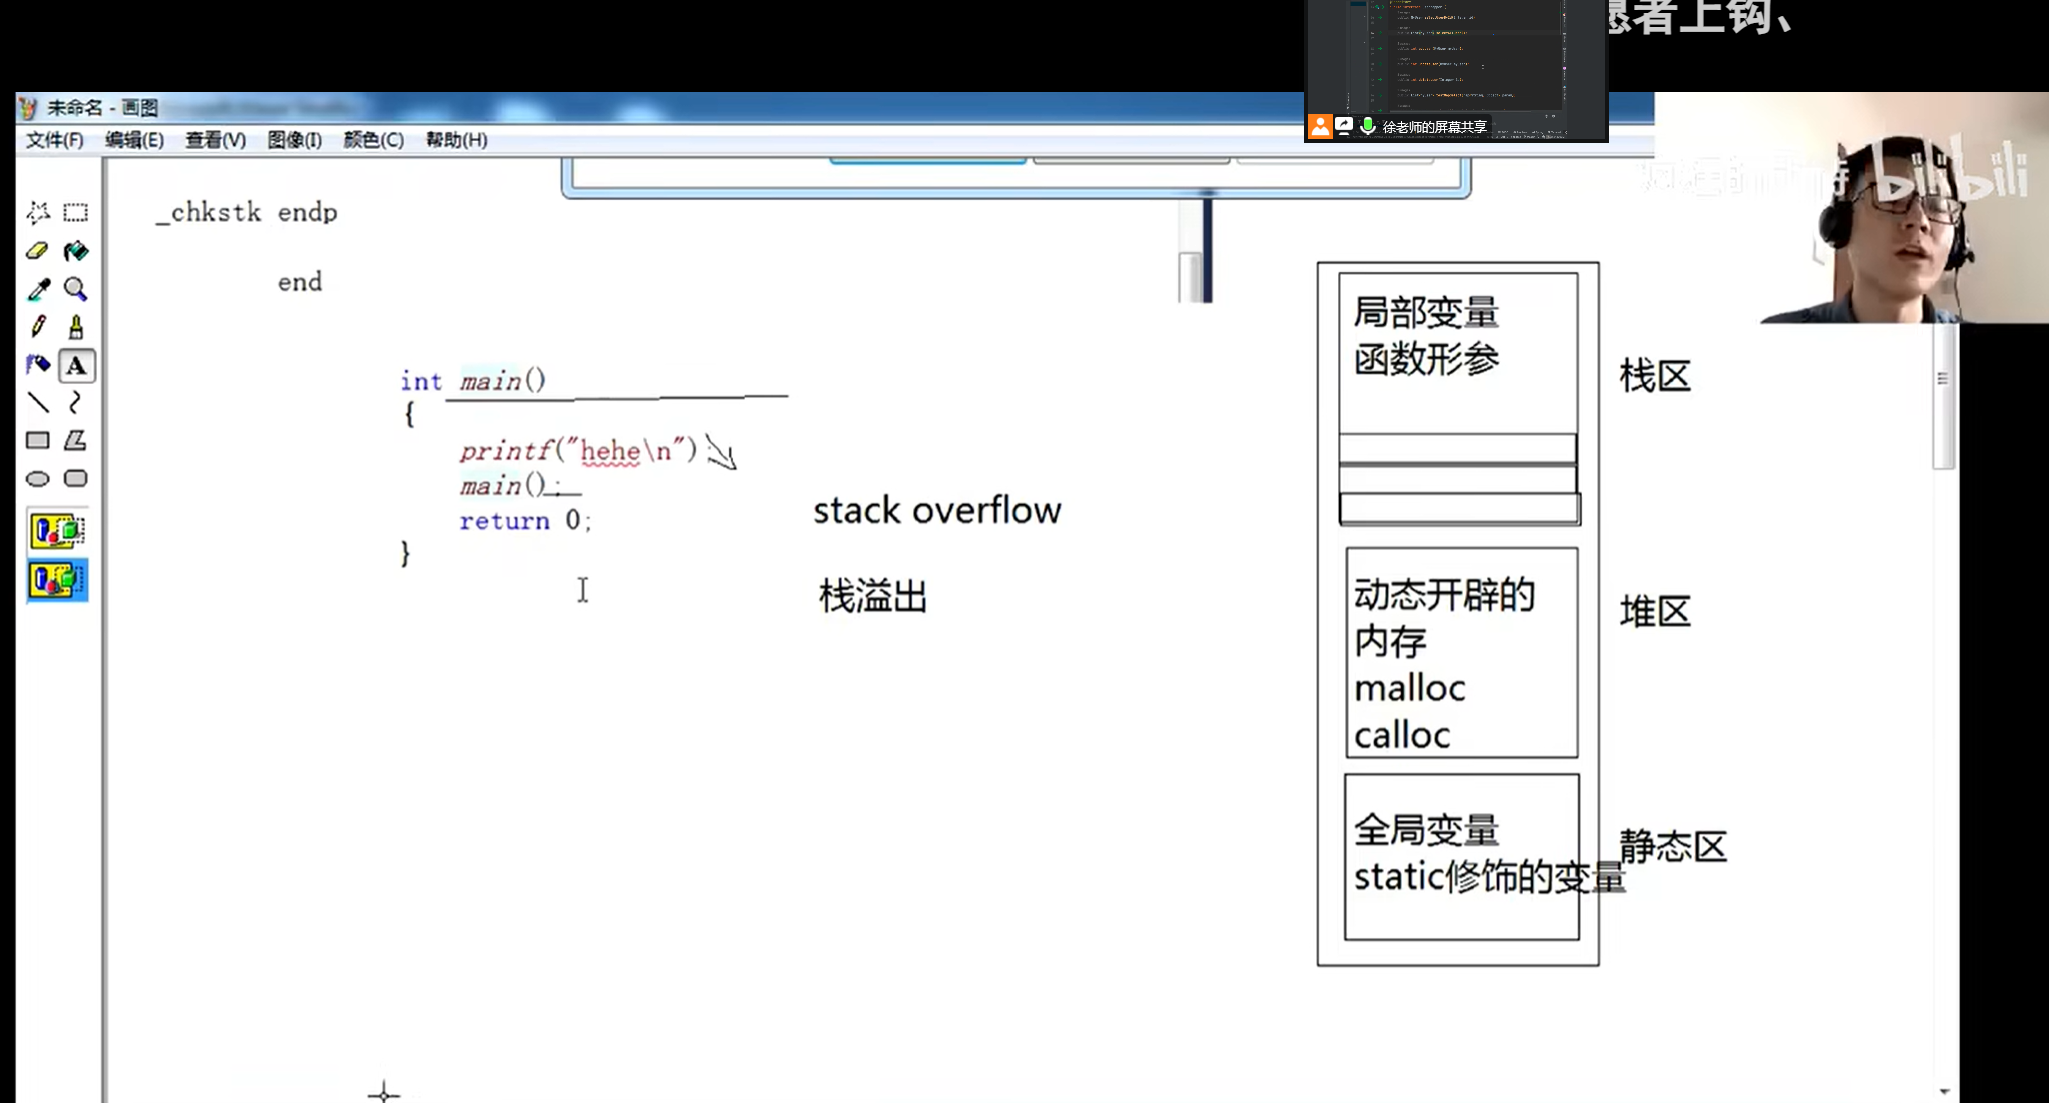 愿者上钩、
徐老师的屏幕共享
未命名 - 画图
文件(F) 编辑(E) 查看(V) 图像(I) 颜色(C) 帮助(H)
bilibili
_chkstk endp
end
int main()
{
printf("hehe\n");
main();
return 0;
}
stack overflow
栈溢出
局部变量
函数形参
栈区
动态开辟的
内存
malloc
calloc
堆区
全局变量
static修饰的变量
静态区
A